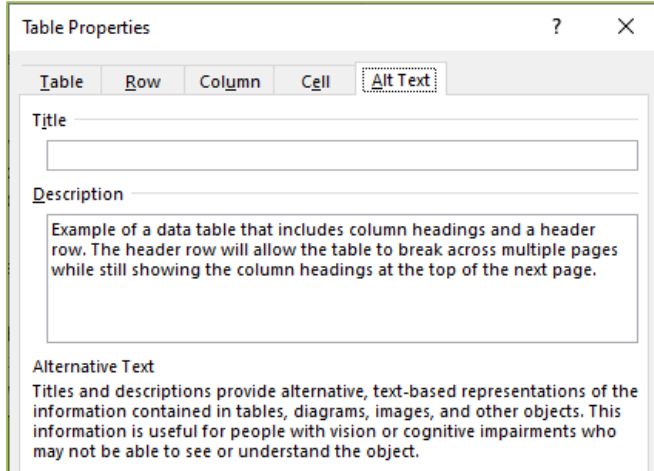 Table Properties ? ×
Table Row Column Cell Alt Text
Title
Description
Example of a data table that includes column headings and a header
row. The header row will allow the table to break across multiple pages
while still showing the column headings at the top of the next page.
Alternative Text
Titles and descriptions provide alternative, text-based representations of the
information contained in tables, diagrams, images, and other objects. This
information is useful for people with vision or cognitive impairments who
may not be able to see or understand the object.